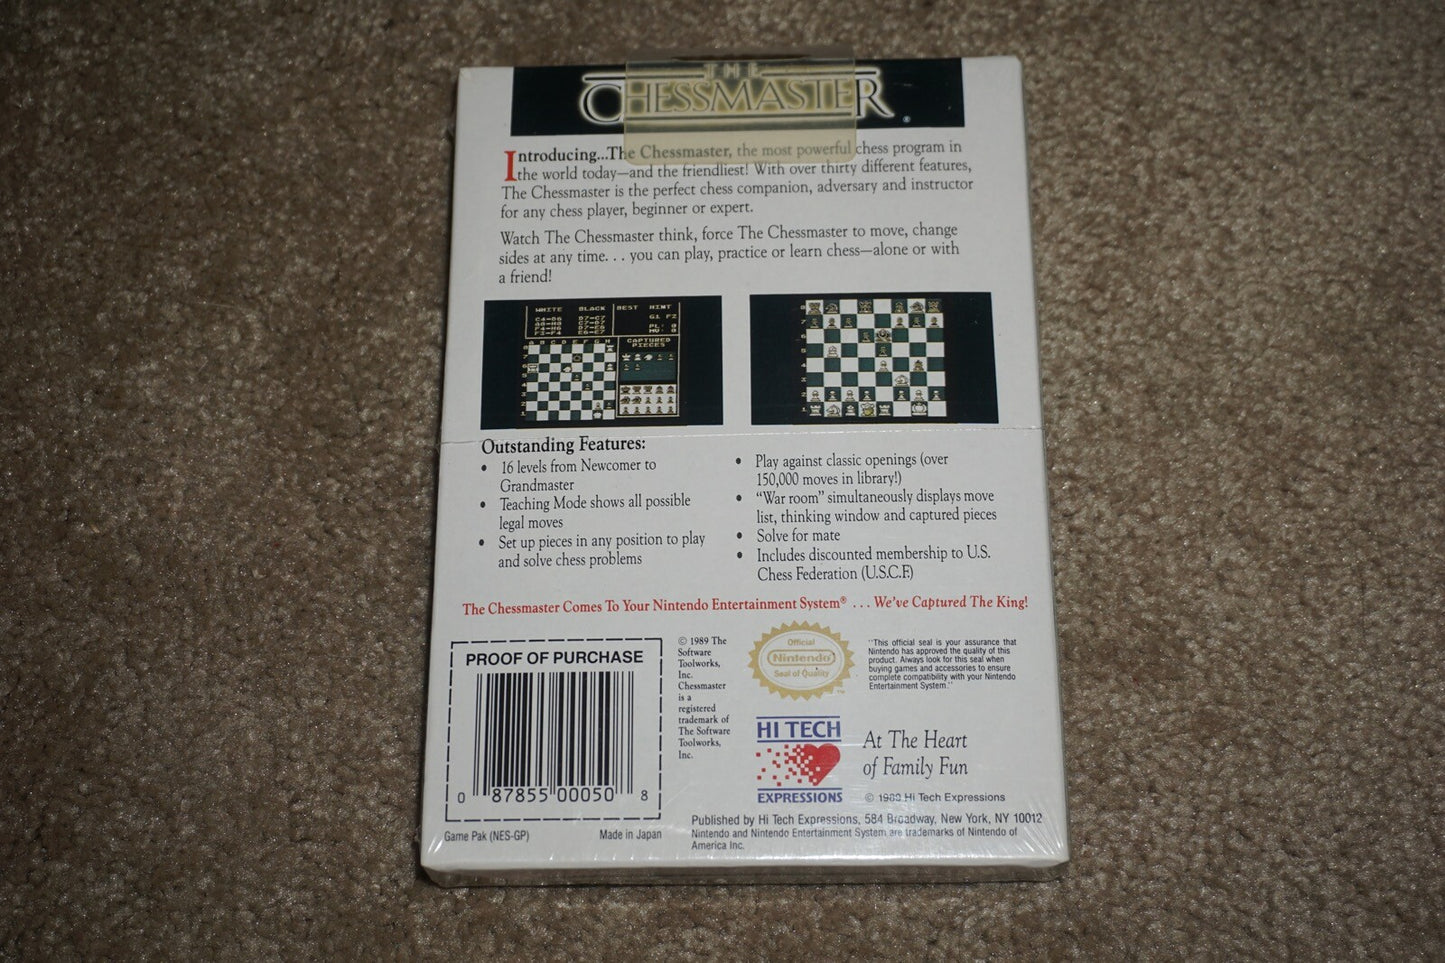 THE
CHESSMASTER®
Introducing...The Chessmaster, the most powerful chess program in
the world today—and the friendliest! With over thirty different features,
The Chessmaster is the perfect chess companion, adversary and instructor
for any chess player, beginner or expert.
Watch The Chessmaster think, force The Chessmaster to move, change
sides at any time. . . you can play, practice or learn chess—alone or with
a friend!
WHITE BLACK BEST HINT
G1 F2
CAPTURED
PIECES
Outstanding Features:
• 16 levels from Newcomer to
Grandmaster
• Teaching Mode shows all possible
legal moves
• Set up pieces in any position to play
and solve chess problems
• Play against classic openings (over
150,000 moves in library!)
• "War room" simultaneously displays move
list, thinking window and captured pieces
• Solve for mate
• Includes discounted membership to U.S.
Chess Federation (U.S.C.F.)
The Chessmaster Comes To Your Nintendo Entertainment System® . . . We've Captured The King!
PROOF OF PURCHASE
0 87855 00050 8
Game Pak (NES-GP) Made in Japan
© 1989 The
Software
Toolworks,
Inc.
Chessmaster
is a
registered
trademark of
The Software
Toolworks,
Inc.
Official
Nintendo
Seal of Quality
TM
"This official seal is your assurance that
Nintendo has approved the quality of this
product. Always look for this seal when
buying games and accessories to ensure
complete compatibility with your Nintendo
Entertainment System."
HI TECH
EXPRESSIONS
At The Heart
of Family Fun
© 1989 Hi Tech Expressions
Published by Hi Tech Expressions, 584 Broadway, New York, NY 10012
Nintendo and Nintendo Entertainment System are trademarks of Nintendo of
America Inc.